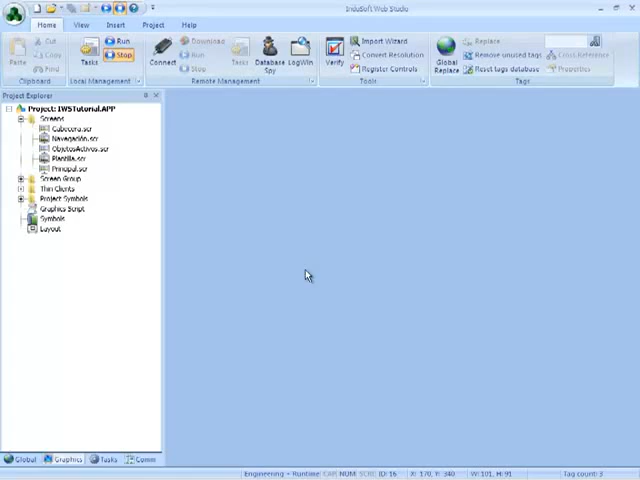 InduSoft Web Studio
Home View Insert Project Help
Paste Cut Copy Find Clipboard
Tasks Run Stop Local Management
Connect Download Run Stop Tasks Database Spy LogWin Remote Management
Verify Import Wizard Convert Resolution Register Controls Tools
Global Replace Replace Remove unused tags Reset tags database Cross Reference Properties Tags
Project Explorer
Project: IWSTutorial.APP
Screens
Cabecera.scr
Navegación.scr
ObjetosActivos.scr
Plantilla.scr
Principal.scr
Screen Group
Thin Clients
Project Symbols
Graphics Script
Symbols
Layout
Global Graphics Tasks Comm
Engineering + Runtime CAP NUM SCRL ID:16 X: 170, Y: 340 W:101, H:91 Tag count: 3